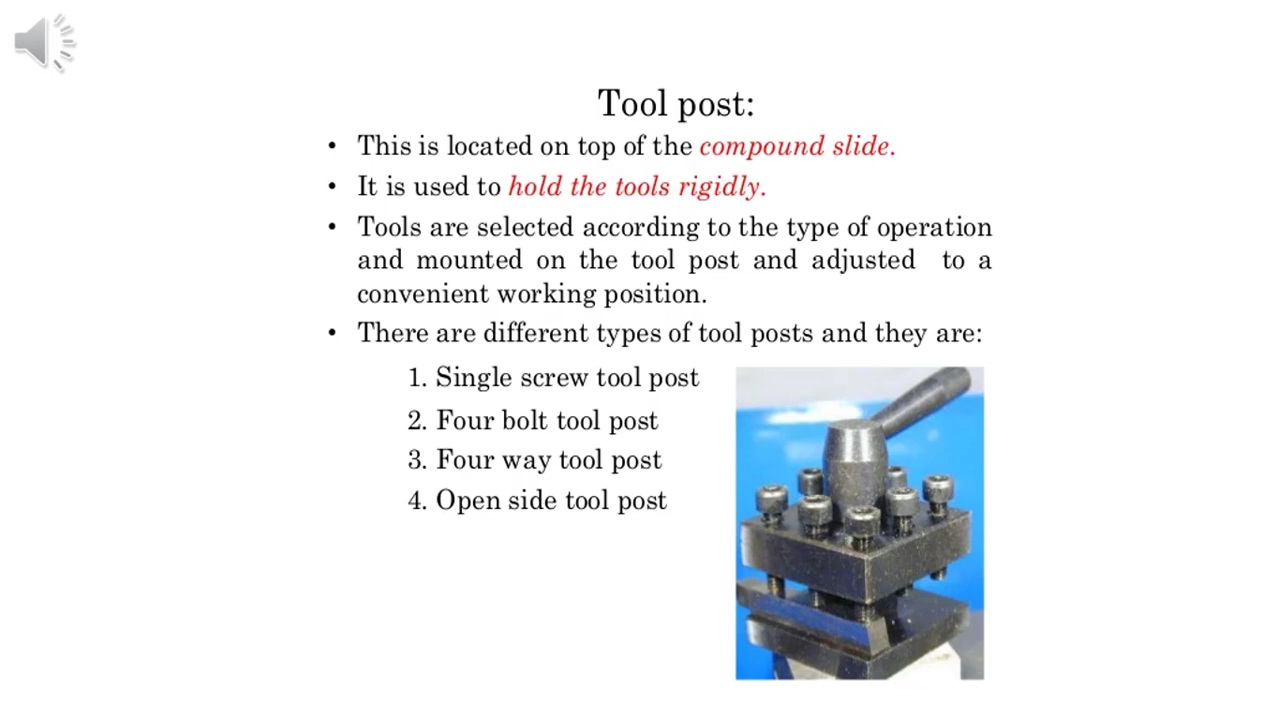 Tool post:
• This is located on top of the compound slide.
• It is used to hold the tools rigidly.
• Tools are selected according to the type of operation
and mounted on the tool post and adjusted to a
convenient working position.
• There are different types of tool posts and they are:
1. Single screw tool post
2. Four bolt tool post
3. Four way tool post
4. Open side tool post